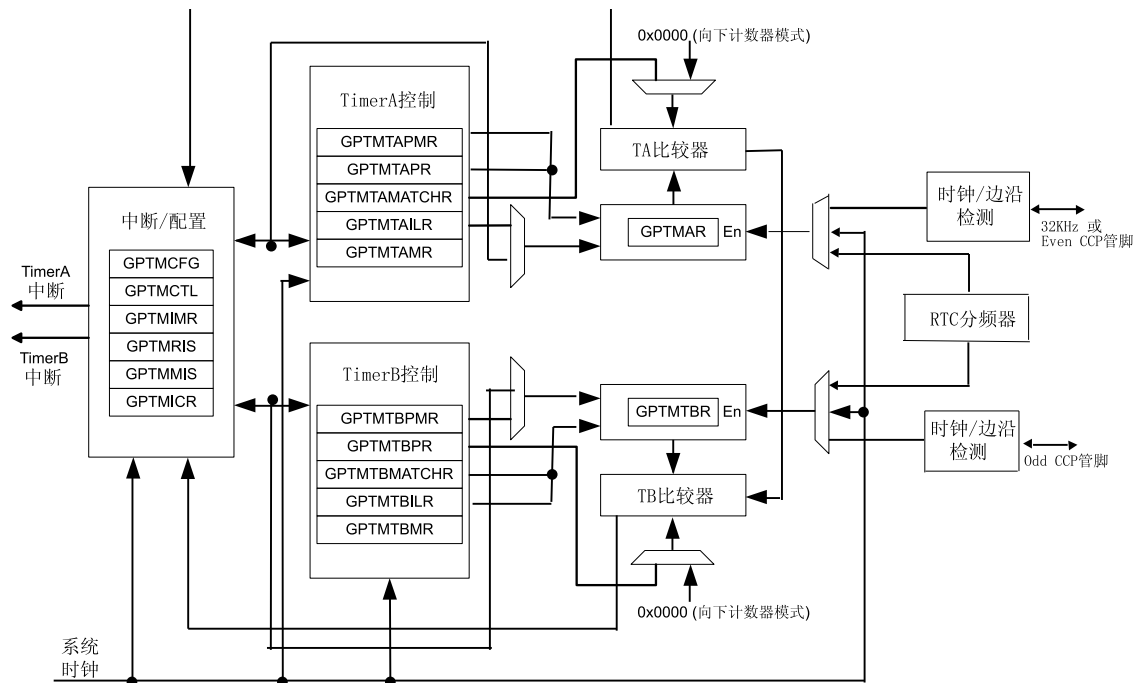 0x0000 (向下计数器模式)
TimerA控制
GPTMTAPMR
GPTMTAPR
GPTMTAMATCHR
GPTMTAILR
GPTMTAMR
TA比较器
GPTMAR
En
时钟/边沿
检测
32KHz 或
Even CCP管脚
中断/配置
GPTMCFG
GPTMCTL
GPTMIMR
GPTMRIS
GPTMMIS
GPTMICR
TimerA
中断
TimerB
中断
RTC分频器
TimerB控制
GPTMTBPMR
GPTMTBPR
GPTMTBMATCHR
GPTMTBILR
GPTMTBMR
GPTMTBR
En
TB比较器
时钟/边沿
检测
Odd CCP管脚
0x0000 (向下计数器模式)
系统
时钟